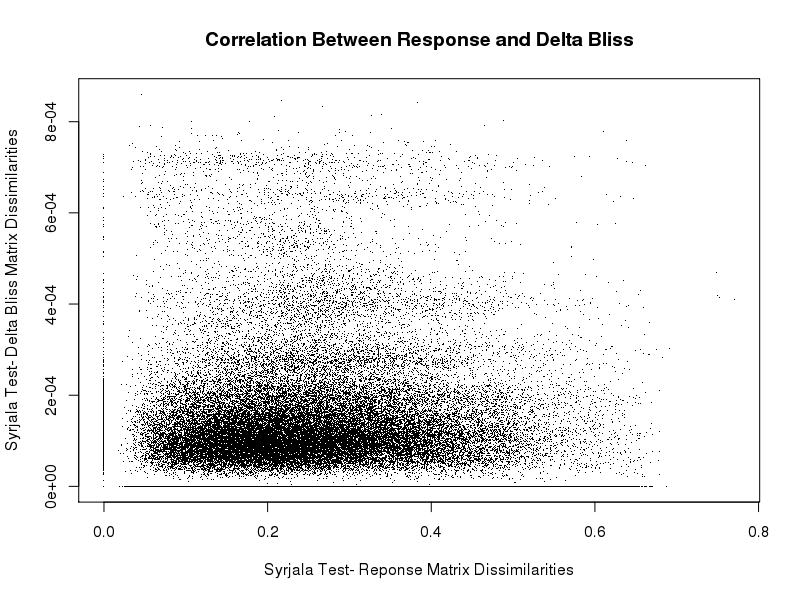 Correlation Between Response and Delta Bliss
Syrjala Test- Delta Bliss Matrix Dissimilarities
8e-04
6e-04
4e-04
2e-04
0e+00
0.0 0.2 0.4 0.6 0.8
Syrjala Test- Reponse Matrix Dissimilarities